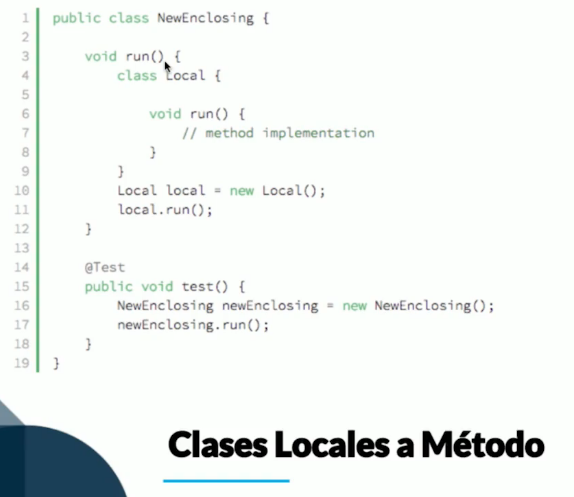 1 public class NewEnclosing {
2
3     void run() {
4         class Local {
5
6             void run() {
7                 // method implementation
8             }
9         }
10         Local local = new Local();
11         local.run();
12     }
13
14     @Test
15     public void test() {
16         NewEnclosing newEnclosing = new NewEnclosing();
17         newEnclosing.run();
18     }
19 }
Clases Locales a Método